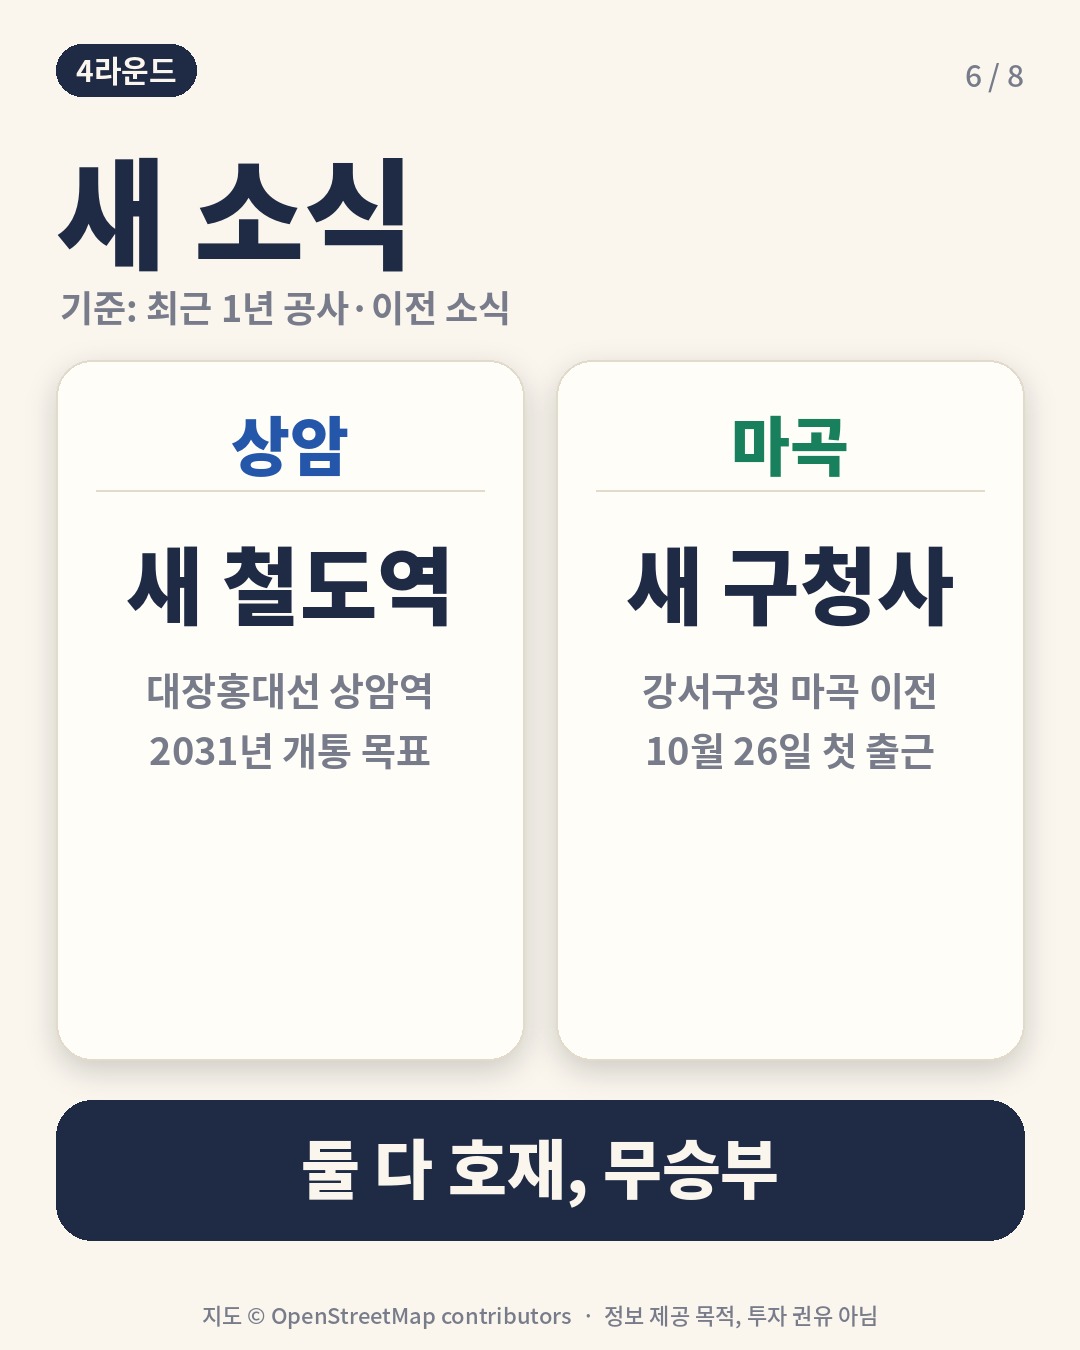 4라운드
6 / 8
새 소식
기준: 최근 1년 공사·이전 소식
상암
새 철도역
대장홍대선 상암역
2031년 개통 목표
마곡
새 구청사
강서구청 마곡 이전
10월 26일 첫 출근
둘 다 호재, 무승부
지도 © OpenStreetMap contributors · 정보 제공 목적, 투자 권유 아님